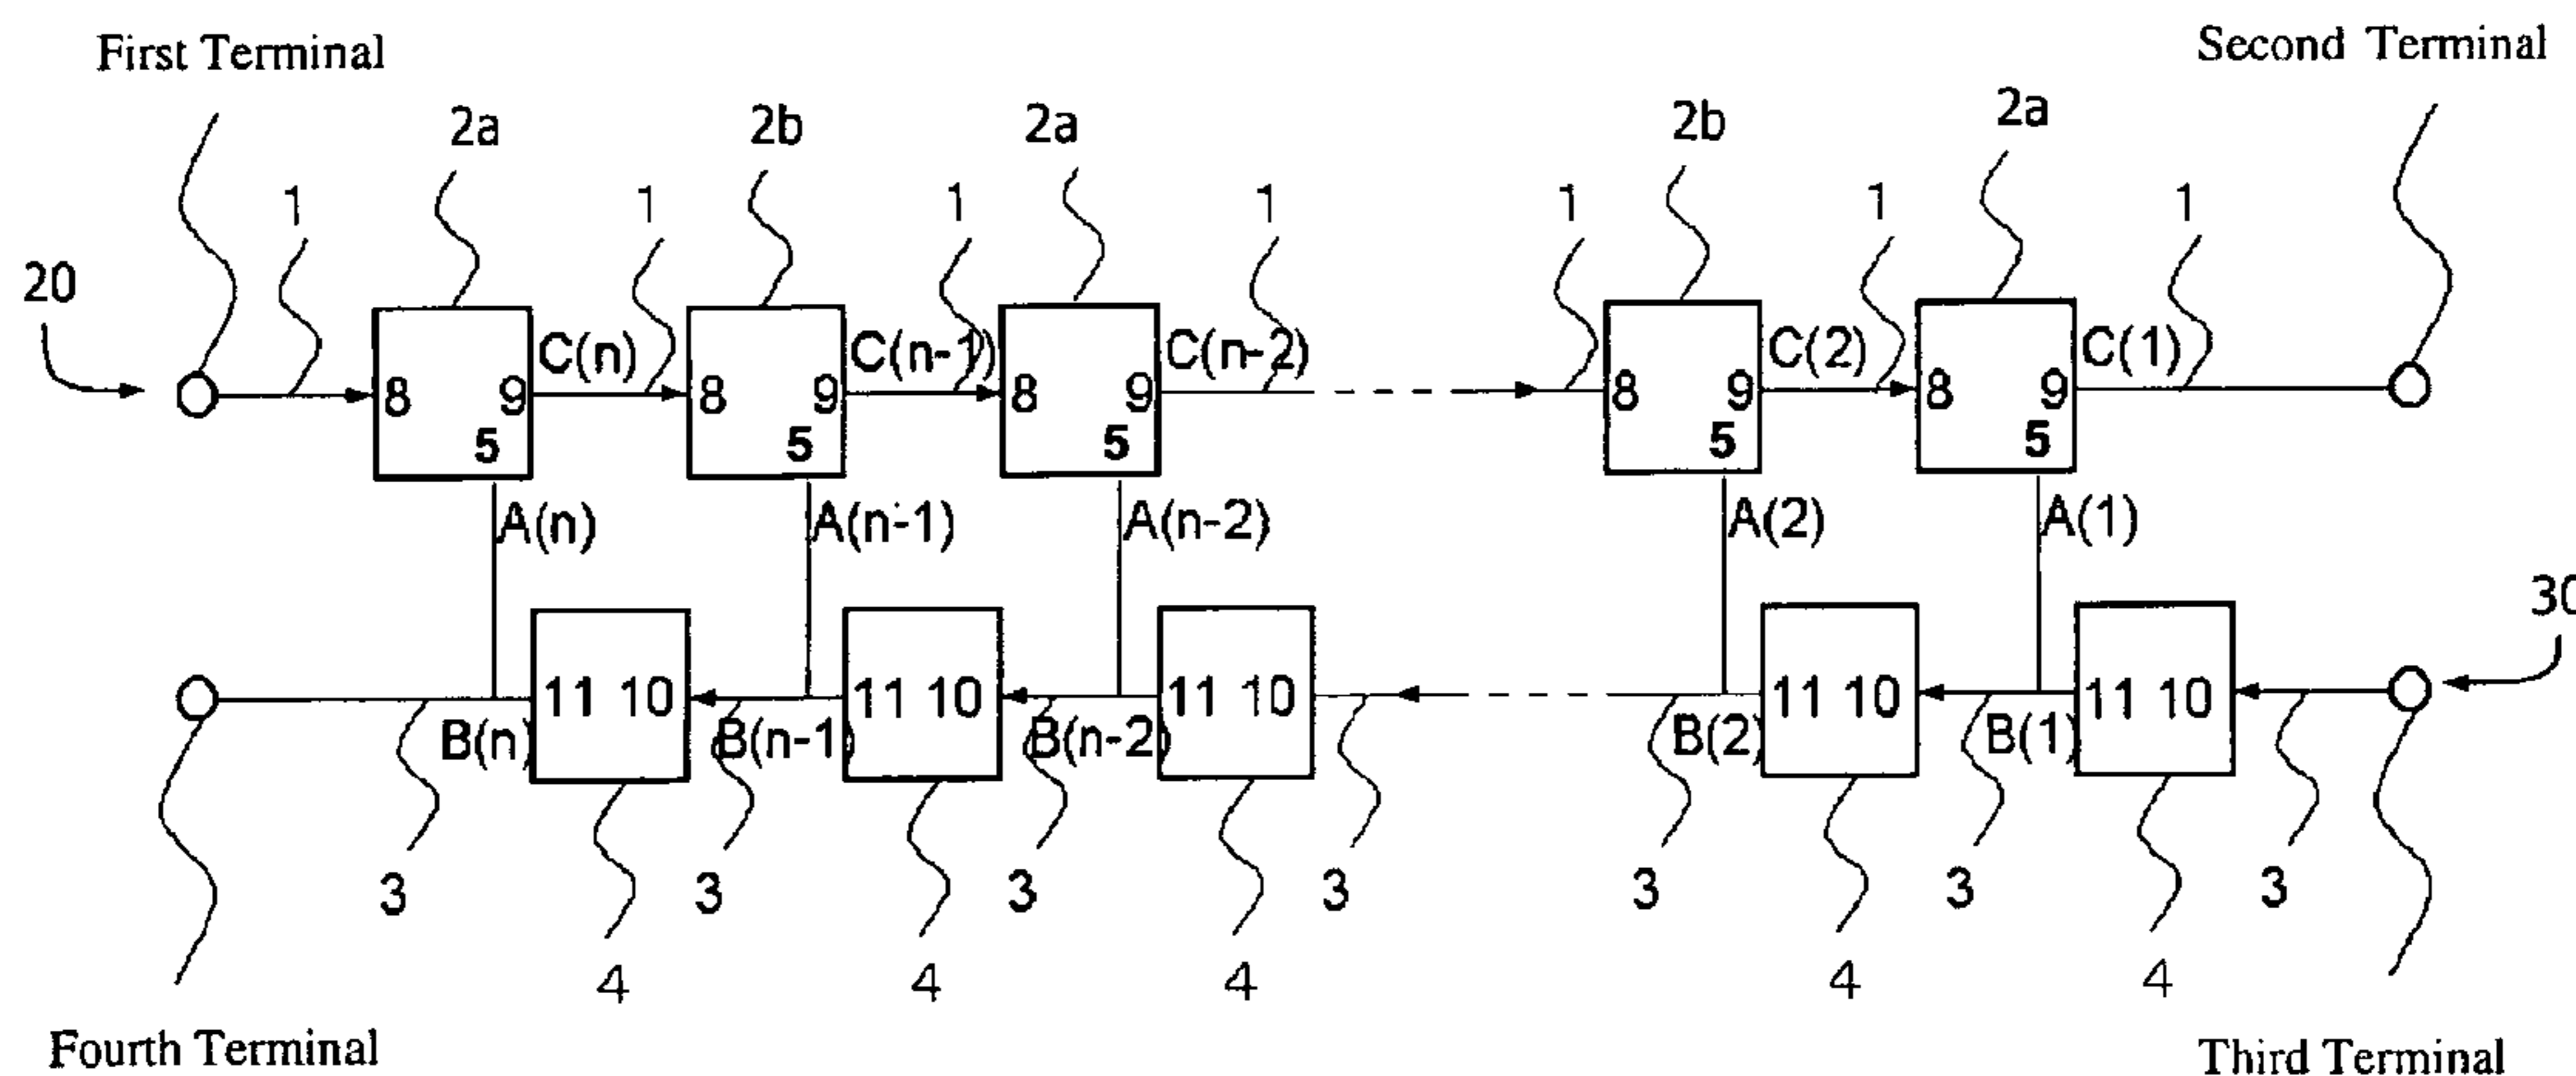 First Terminal
Second Terminal
2a 2b 2a 2b 2a
1 1 1 1 1 1 1
20
C(n) C(n-1) C(n-2) C(2) C(1)
8 9 8 9 8 9 8 9 8 9
5 5 5 5 5
A(n) A(n-1) A(n-2) A(2) A(1)
30
11 10 11 10 11 10 11 10 11 10
B(n) B(n-1) B(n-2) B(2) B(1)
3 3 3 3 3 3 3
4 4 4 4 4
Fourth Terminal
Third Terminal